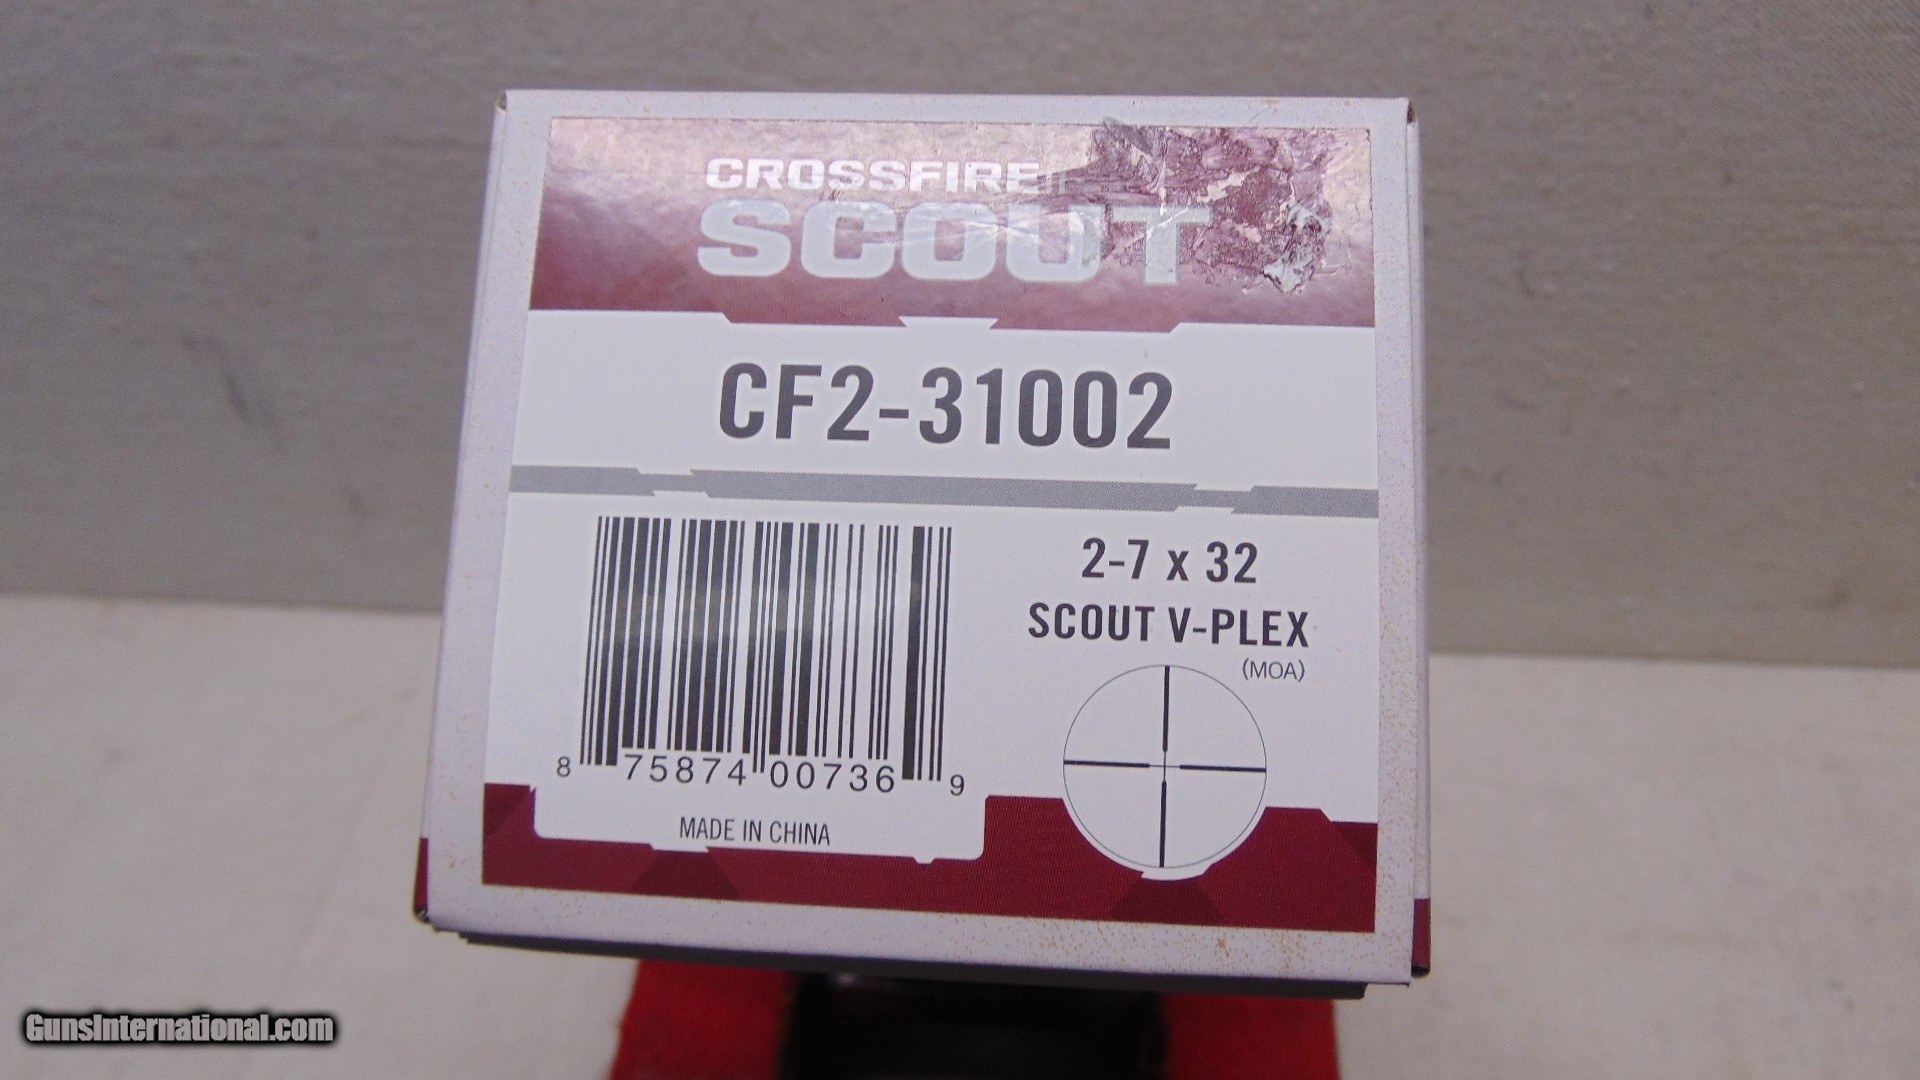 CROSSFIRE II
SCOUT
CF2-31002
2-7 x 32
SCOUT V-PLEX
(MOA)
8 75874 00736 9
MADE IN CHINA
GunsInternational.com